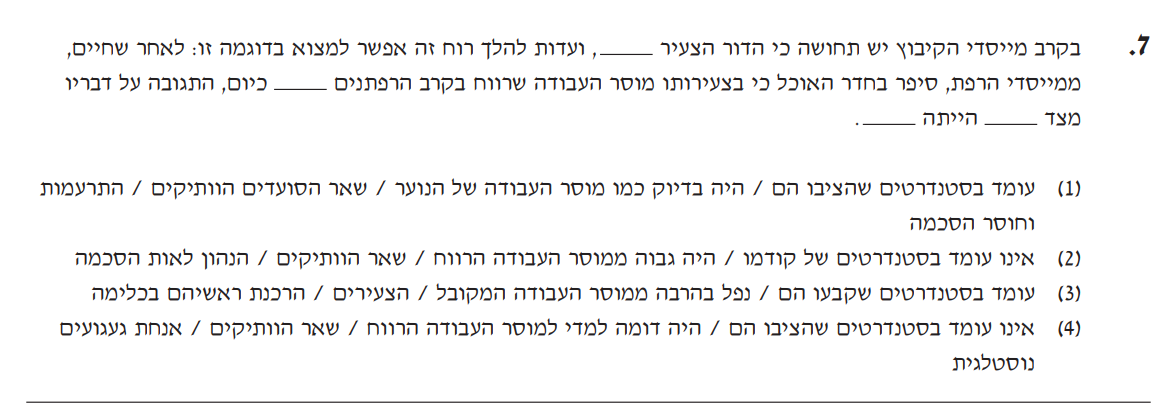 7. בקרב מייסדי הקיבוץ יש תחושה כי הדור הצעיר _____, ועדות להלך רוח זה אפשר למצוא בדוגמה זו: לאחר שחיים,
ממייסדי הרפת, סיפר בחדר האוכל כי בצעירותו מוסר העבודה שרווח בקרב הרפתנים _____ כיום, התגובה על דבריו
מצד _____ הייתה _____.
(1) עומד בסטנדרטים שהציבו הם / היה בדיוק כמו מוסר העבודה של הנוער / שאר הסועדים הוותיקים / התרעמות
וחוסר הסכמה
(2) אינו עומד בסטנדרטים של קודמו / היה גבוה ממוסר העבודה הרווח / שאר הוותיקים / הנהון לאות הסכמה
(3) עומד בסטנדרטים שקבעו הם / נפל בהרבה ממוסר העבודה המקובל / הצעירים / הרכנת ראשיהם בכלימה
(4) אינו עומד בסטנדרטים שהציבו הם / היה דומה למדי למוסר העבודה הרווח / שאר הוותיקים / אנחת געגועים
נוסטלגית